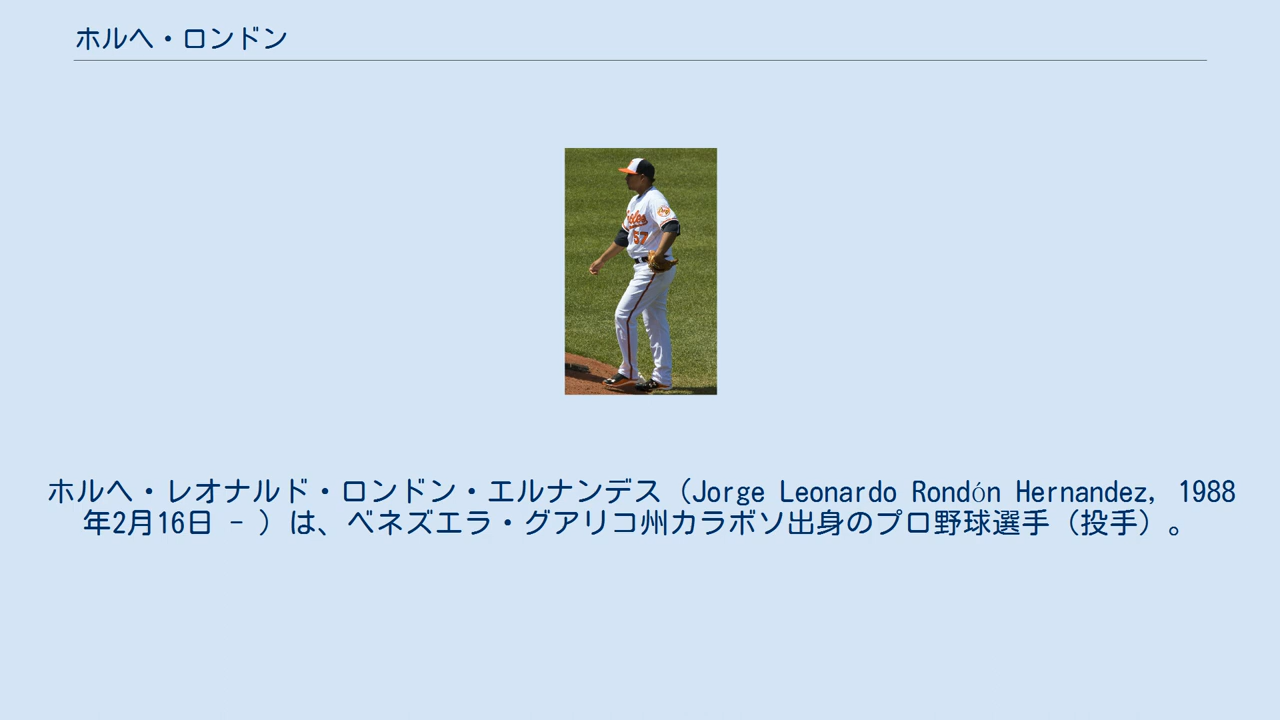 ホルヘ・ロンドン
57
ホルヘ・レオナルド・ロンドン・エルナンデス（Jorge Leonardo Rondón Hernandez, 1988
年2月16日 - ）は、ベネズエラ・グアリコ州カラボソ出身のプロ野球選手（投手）。